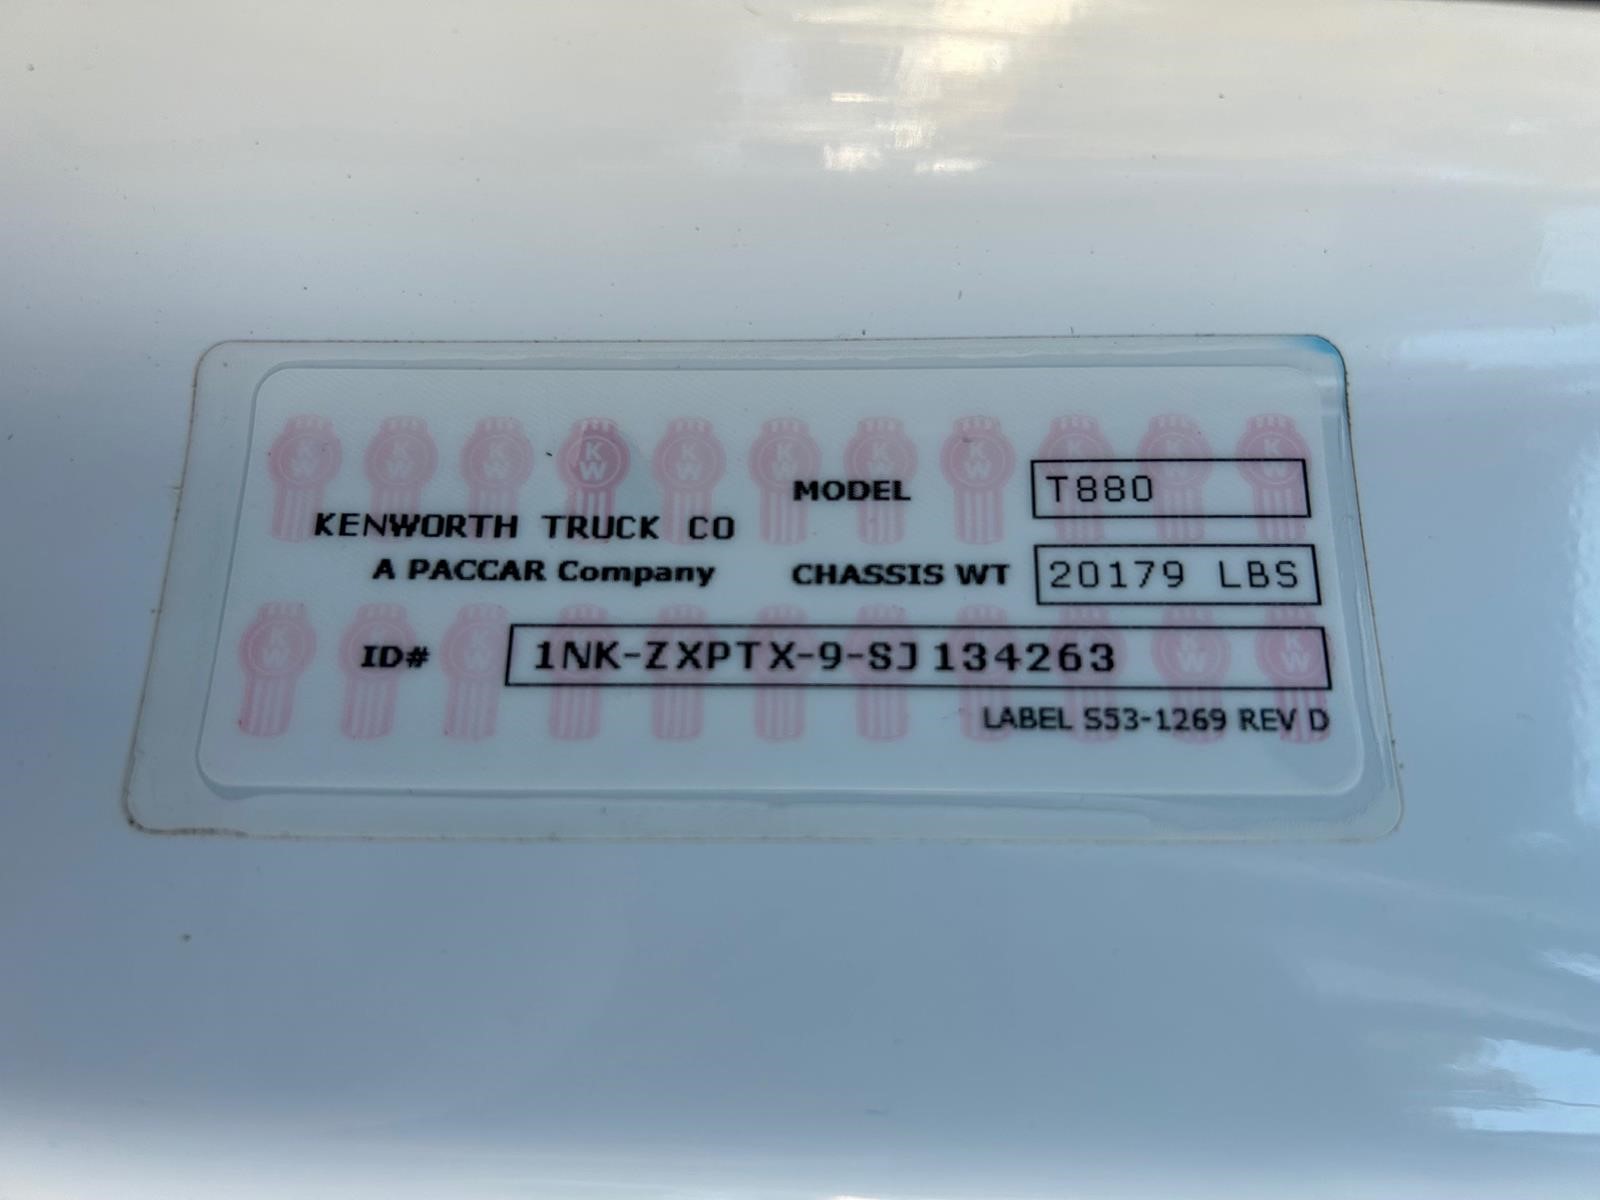 MODEL T880
KENWORTH TRUCK CO
A PACCAR Company
CHASSIS WT 20179 LBS
ID# 1NK-ZXPTX-9-SJ134263
LABEL S53-1269 REV D